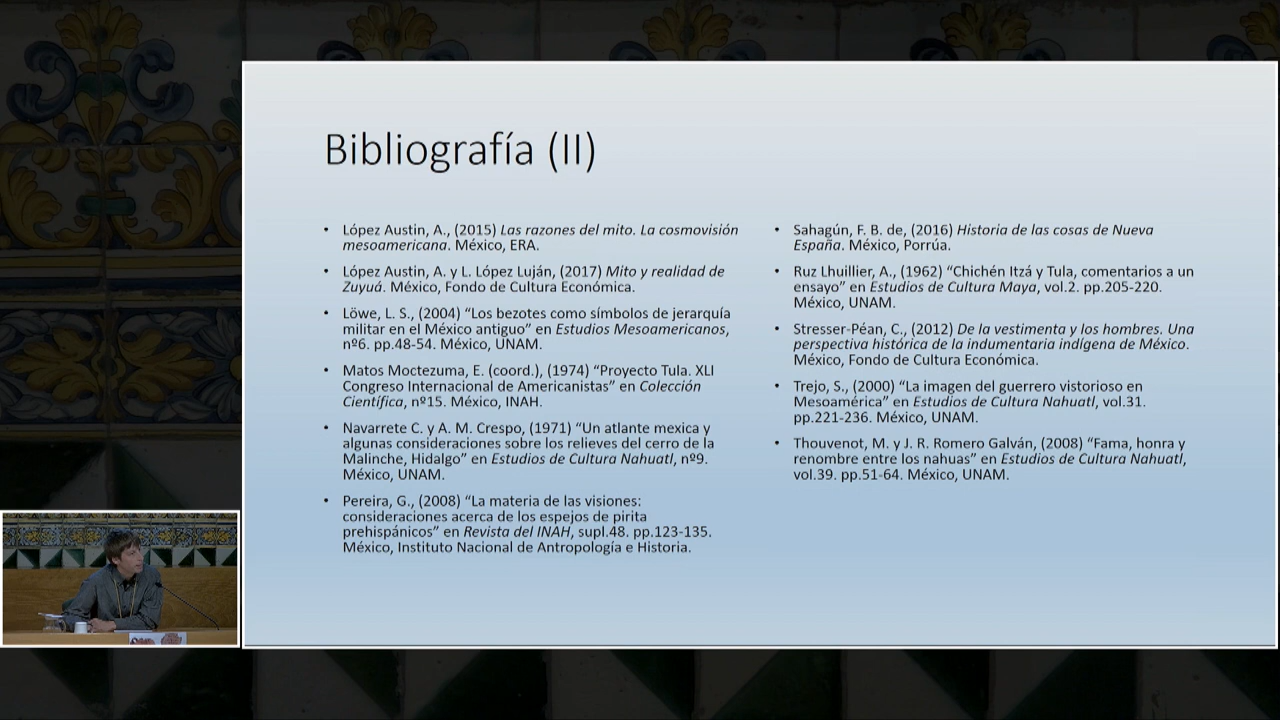 Bibliografía (II)
• López Austin, A., (2015) Las razones del mito. La cosmovisión
mesoamericana. México, ERA.
• López Austin, A. y L. López Luján, (2017) Mito y realidad de
Zuyuá. México, Fondo de Cultura Económica.
• Löwe, L. S., (2004) “Los bezotes como símbolos de jerarquía
militar en el México antiguo” en Estudios Mesoamericanos,
nº6. pp.48-54. México, UNAM.
• Matos Moctezuma, E. (coord.), (1974) “Proyecto Tula. XLI
Congreso Internacional de Americanistas” en Colección
Científica, nº15. México, INAH.
• Navarrete C. y A. M. Crespo, (1971) “Un atlante mexica y
algunas consideraciones sobre los relieves del cerro de la
Malinche, Hidalgo” en Estudios de Cultura Nahuatl, nº9.
México, UNAM.
• Pereira, G., (2008) “La materia de las visiones:
consideraciones acerca de los espejos de pirita
prehispánicos” en Revista del INAH, supl.48. pp.123-135.
México, Instituto Nacional de Antropología e Historia.
• Sahagún, F. B. de, (2016) Historia de las cosas de Nueva
España. México, Porrúa.
• Ruz Lhuillier, A., (1962) “Chichén Itzá y Tula, comentarios a un
ensayo” en Estudios de Cultura Maya, vol.2. pp.205-220.
México, UNAM.
• Stresser-Péan, C., (2012) De la vestimenta y los hombres. Una
perspectiva histórica de la indumentaria indígena de México.
México, Fondo de Cultura Económica.
• Trejo, S., (2000) “La imagen del guerrero vistorioso en
Mesoamérica” en Estudios de Cultura Nahuatl, vol.31.
pp.221-236. México, UNAM.
• Thouvenot, M. y J. R. Romero Galván, (2008) “Fama, honra y
renombre entre los nahuas” en Estudios de Cultura Nahuatl,
vol.39. pp.51-64. México, UNAM.